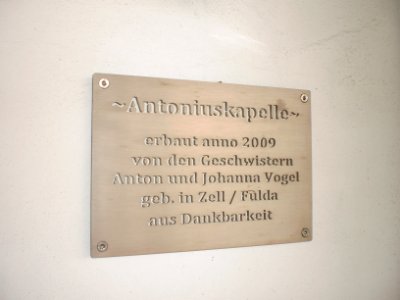 ~Antoniuskapelle~
erbaut anno 2009
von den Geschwistern
Anton und Johanna Vogel
geb. in Zell / Fulda
aus Dankbarkeit